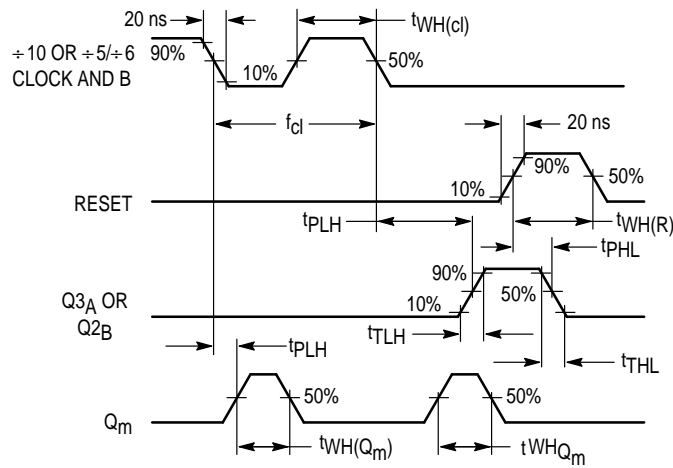 20 ns
tWH(cl)
÷10 OR ÷5/÷6
CLOCK AND B
90%
10%
50%
fcl
20 ns
90%
50%
10%
RESET
tPLH
tWH(R)
tPHL
90%
50%
10%
Q3A OR
Q2B
tTLH
tPLH
tTHL
50%
50%
Qm
tWH(Qm)
tWHQm